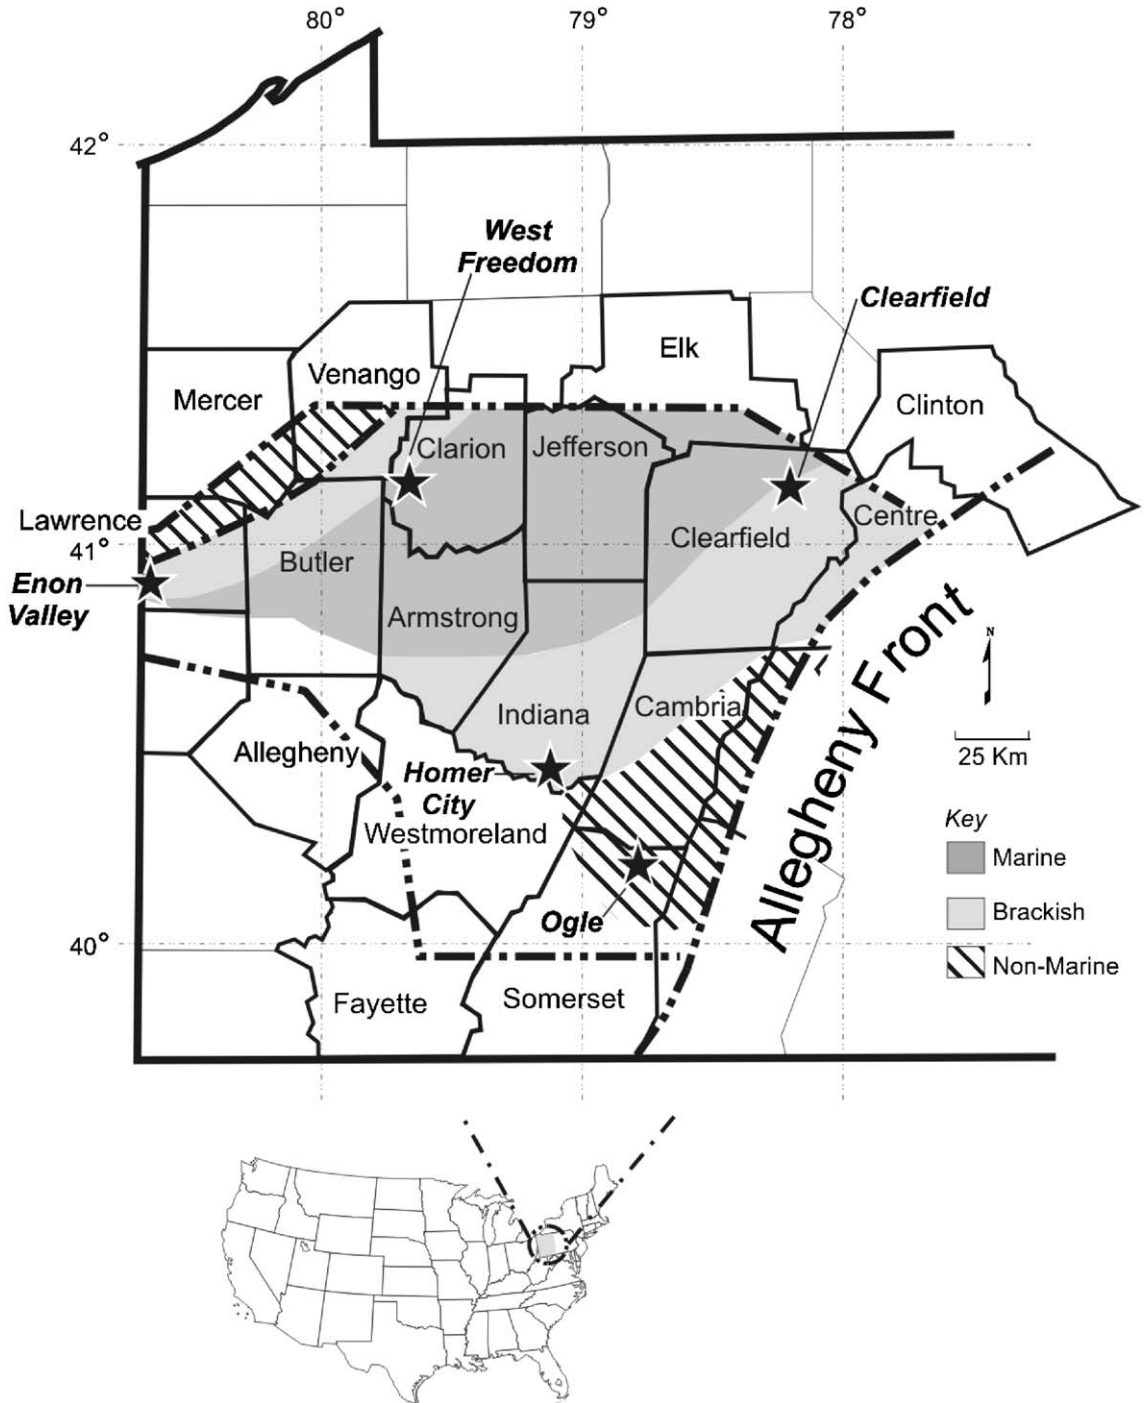 80°
79°
78°
42°
West
Freedom
Clearfield
Elk
Venango
Mercer
Clinton
Clarion
Jefferson
Lawrence
Centre
41°
Clearfield
Butler
Enon
Valley
Armstrong
Allegheny Front
N
Cambria
Indiana
25 Km
Allegheny
Homer
City
Westmoreland
Key
Marine
Brackish
Ogle
40°
Non-Marine
Somerset
Fayette